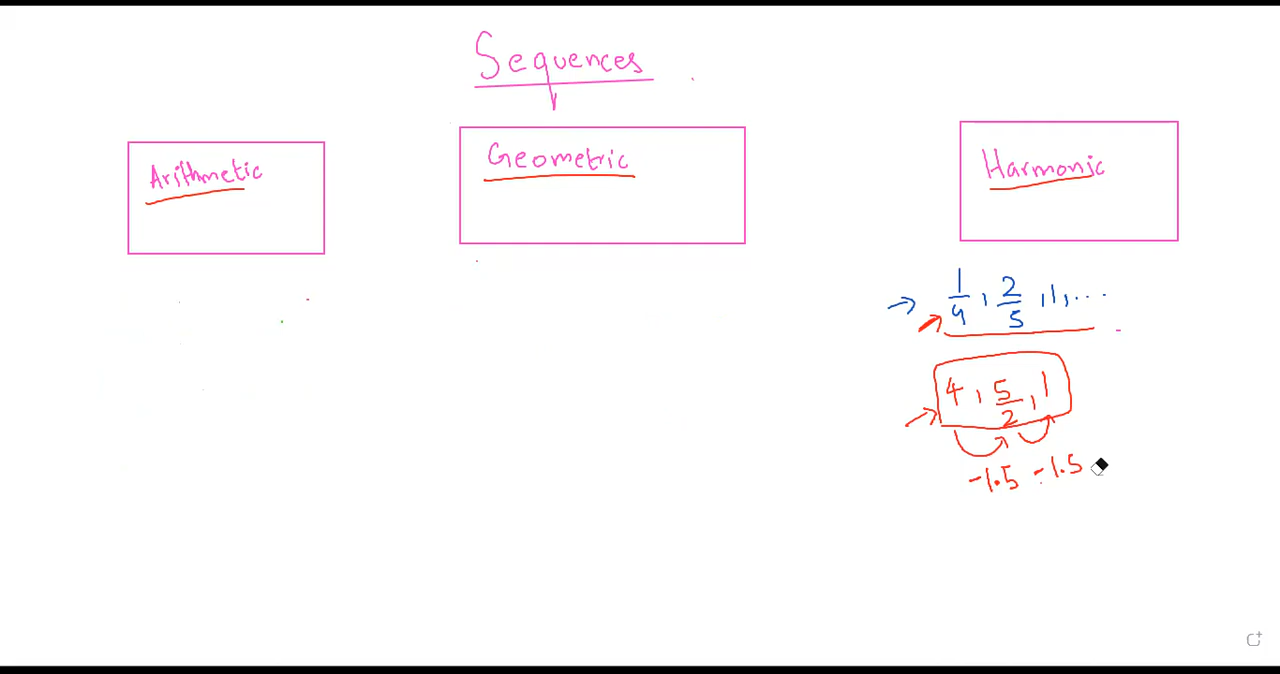 Sequences
Arithmetic
Geometric
Harmonic
1/4, 2/5, 1, ...
4, 5/2, 1
-1.5 -1.5